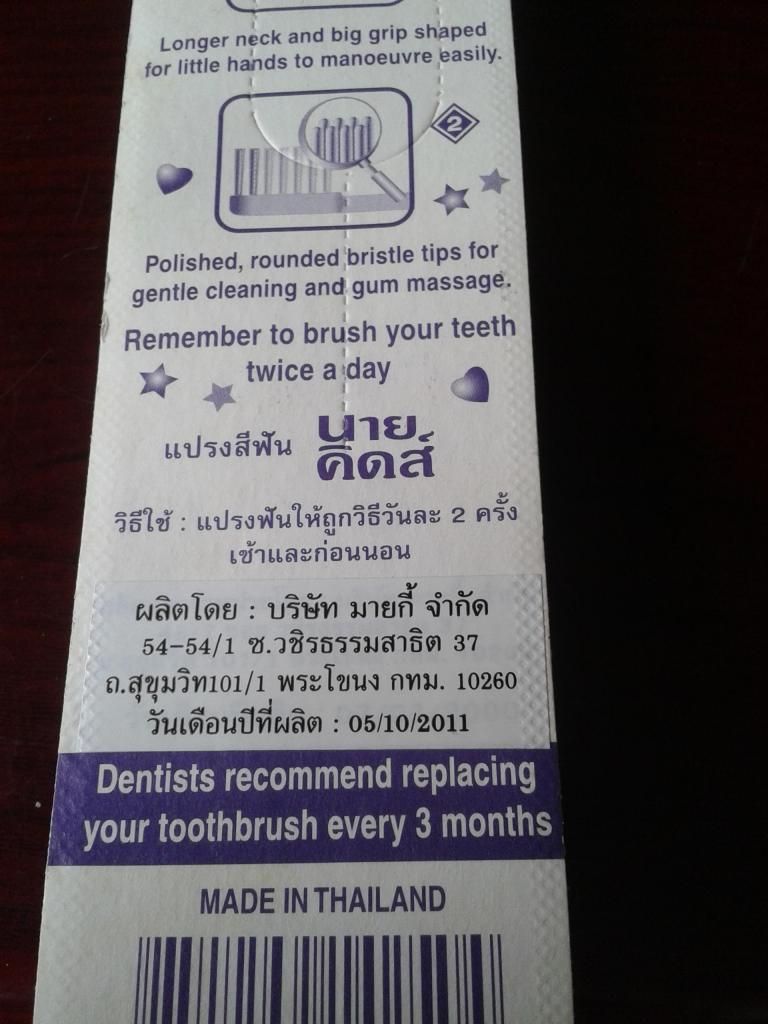 Longer neck and big grip shaped
for little hands to manoeuvre easily.
2
Polished, rounded bristle tips for
gentle cleaning and gum massage.
Remember to brush your teeth
twice a day
แปรงสีฟัน นาย
คิดส์
วิธีใช้ : แปรงฟันให้ถูกวิธีวันละ 2 ครั้ง
เช้าและก่อนนอน
ผลิตโดย : บริษัท มายกี้ จำกัด
54-54/1 ซ.วชิรธรรมสาธิต 37
ถ.สุขุมวิท101/1 พระโขนง กทม. 10260
วันเดือนปีที่ผลิต : 05/10/2011
Dentists recommend replacing
your toothbrush every 3 months
MADE IN THAILAND